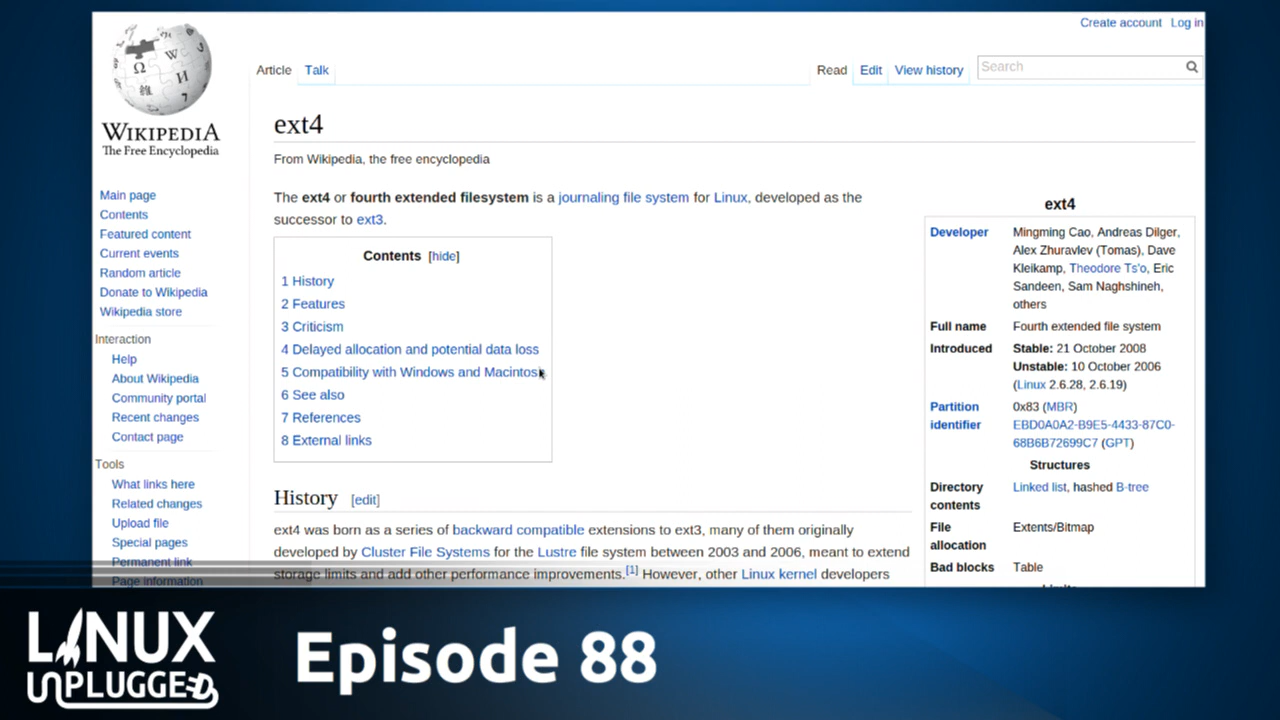 Create account Log in
Article Talk Read Edit View history Search
WIKIPEDIA
The Free Encyclopedia
Main page
Contents
Featured content
Current events
Random article
Donate to Wikipedia
Wikipedia store
Interaction
Help
About Wikipedia
Community portal
Recent changes
Contact page
Tools
What links here
Related changes
Upload file
Special pages
Permanent link
Page information
ext4
From Wikipedia, the free encyclopedia
The ext4 or fourth extended filesystem is a journaling file system for Linux, developed as the
successor to ext3.
Contents [hide]
1 History
2 Features
3 Criticism
4 Delayed allocation and potential data loss
5 Compatibility with Windows and Macintos
6 See also
7 References
8 External links
History [edit]
ext4 was born as a series of backward compatible extensions to ext3, many of them originally
developed by Cluster File Systems for the Lustre file system between 2003 and 2006, meant to extend
storage limits and add other performance improvements.[1] However, other Linux kernel developers
ext4
Developer Mingming Cao, Andreas Dilger,
Alex Zhuravlev (Tomas), Dave
Kleikamp, Theodore Ts'o, Eric
Sandeen, Sam Naghshineh,
others
Full name Fourth extended file system
Introduced Stable: 21 October 2008
Unstable: 10 October 2006
(Linux 2.6.28, 2.6.19)
Partition 0x83 (MBR)
identifier EBD0A0A2-B9E5-4433-87C0-
68B6B72699C7 (GPT)
Structures
Directory Linked list, hashed B-tree
contents
File Extents/Bitmap
allocation
Bad blocks Table
LINUX
UNPLUGGED
Episode 88